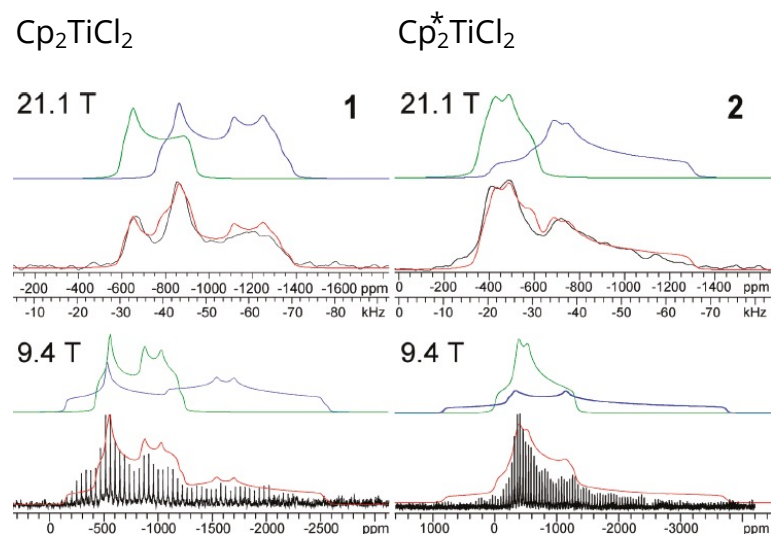 Cp₂TiCl₂
Cp*₂TiCl₂
21.1 T 1
21.1 T 2
-200 -400 -600 -800 -1000 -1200 -1400 -1600 ppm
-10 -20 -30 -40 -50 -60 -70 -80 kHz
0 -200 -400 -600 -800 -1000 -1200 -1400 ppm
0 -10 -20 -30 -40 -50 -60 -70 kHz
9.4 T
9.4 T
0 -500 -1000 -1500 -2000 -2500 ppm
1000 0 -1000 -2000 -3000 ppm